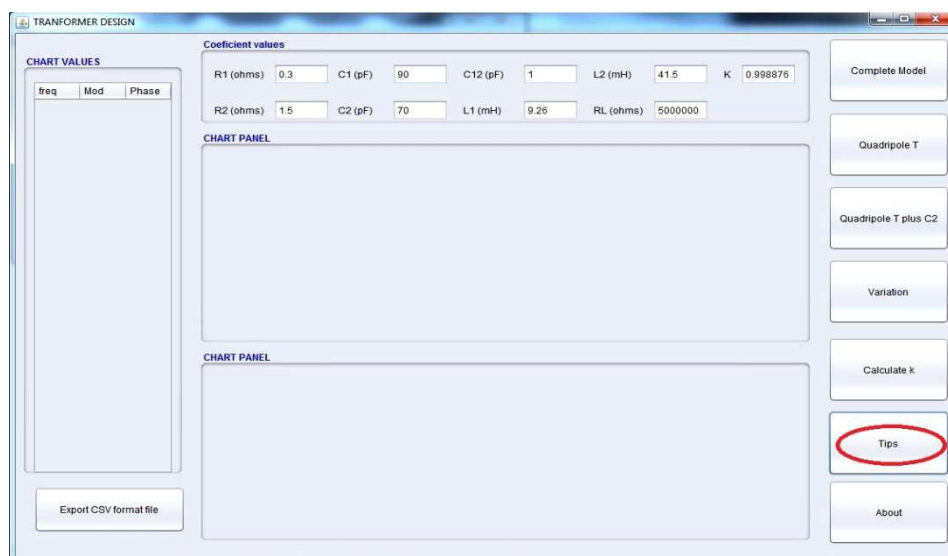 TRANFORMER DESIGN
CHART VALUES
freq Mod Phase
Export CSV format file
Coeficient values
R1 (ohms) 0.3 C1 (pF) 90 C12 (pF) 1 L2 (mH) 41.5 K 0.998876
R2 (ohms) 1.5 C2 (pF) 70 L1 (mH) 9.26 RL (ohms) 5000000
CHART PANEL
CHART PANEL
Complete Model
Quadripole T
Quadripole T plus C2
Variation
Calculate k
Tips
About